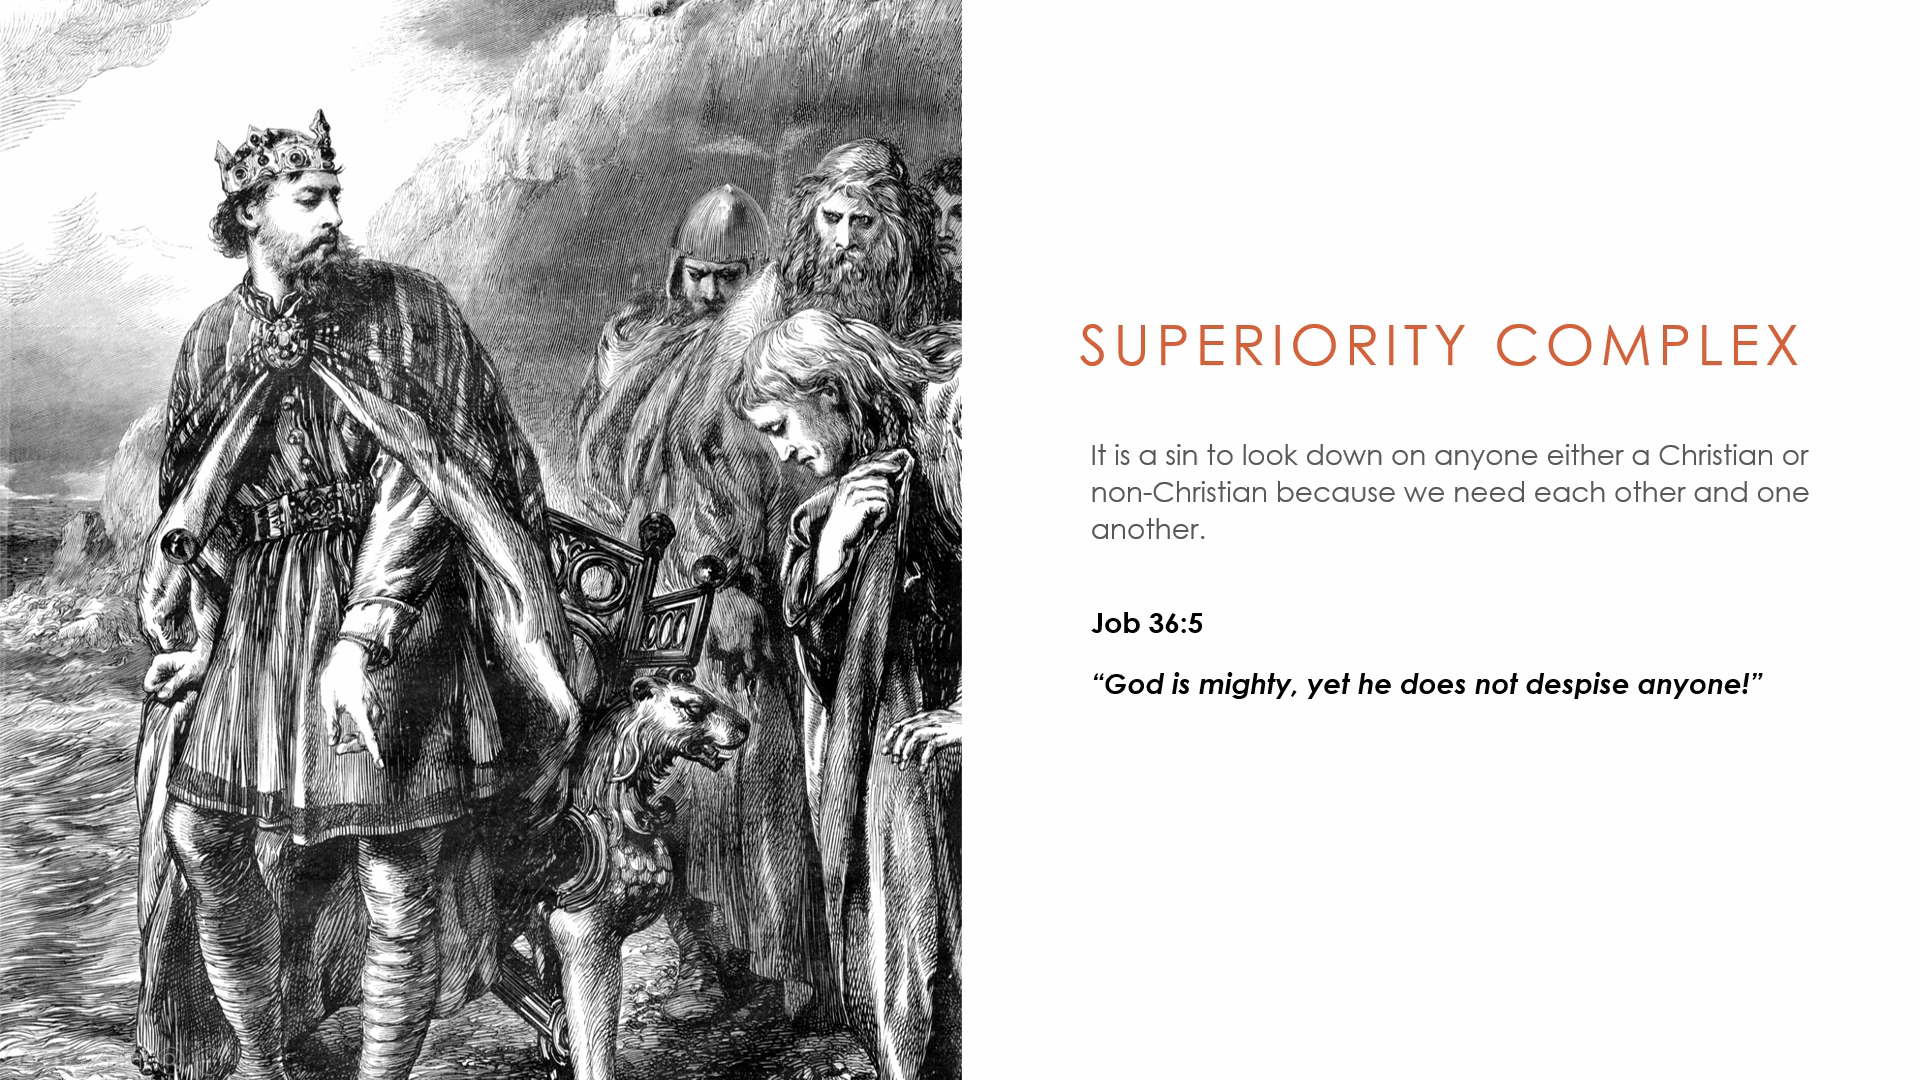 SUPERIORITY COMPLEX
It is a sin to look down on anyone either a Christian or
non-Christian because we need each other and one
another.
Job 36:5
“God is mighty, yet he does not despise anyone!”